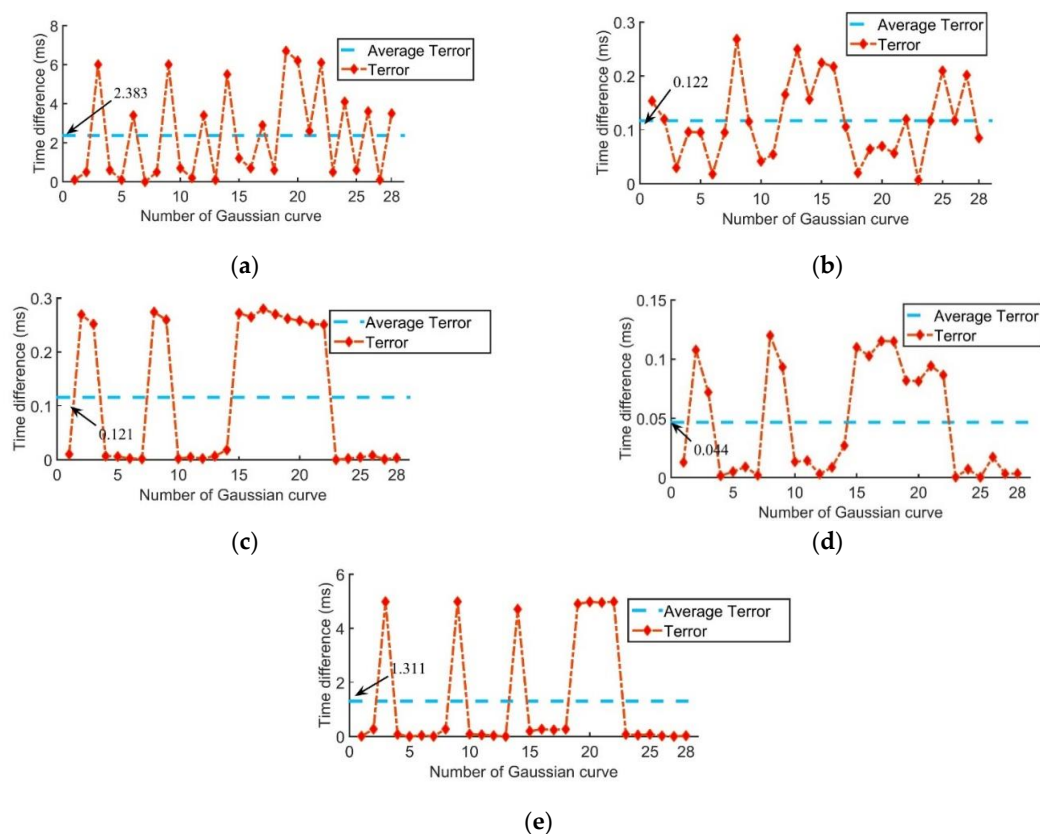 8
6
4
2
0
Time difference (ms)
2.383
Average Terror
Terror
0 5 10 15 20 25 28
Number of Gaussian curve
(a)
0.3
0.2
0.1
0
Time difference (ms)
0.122
Average Terror
Terror
0 5 10 15 20 25 28
Number of Gaussian curve
(b)
0.3
0.2
0.1
0
Time difference (ms)
0.121
Average Terror
Terror
0 5 10 15 20 25 28
Number of Gaussian curve
(c)
0.15
0.1
0.05
0
Time difference (ms)
0.044
Average Terror
Terror
0 5 10 15 20 25 28
Number of Gaussian curve
(d)
6
4
2
0
Time difference (ms)
1.311
Average Terror
Terror
0 5 10 15 20 25 28
Number of Gaussian curve
(e)